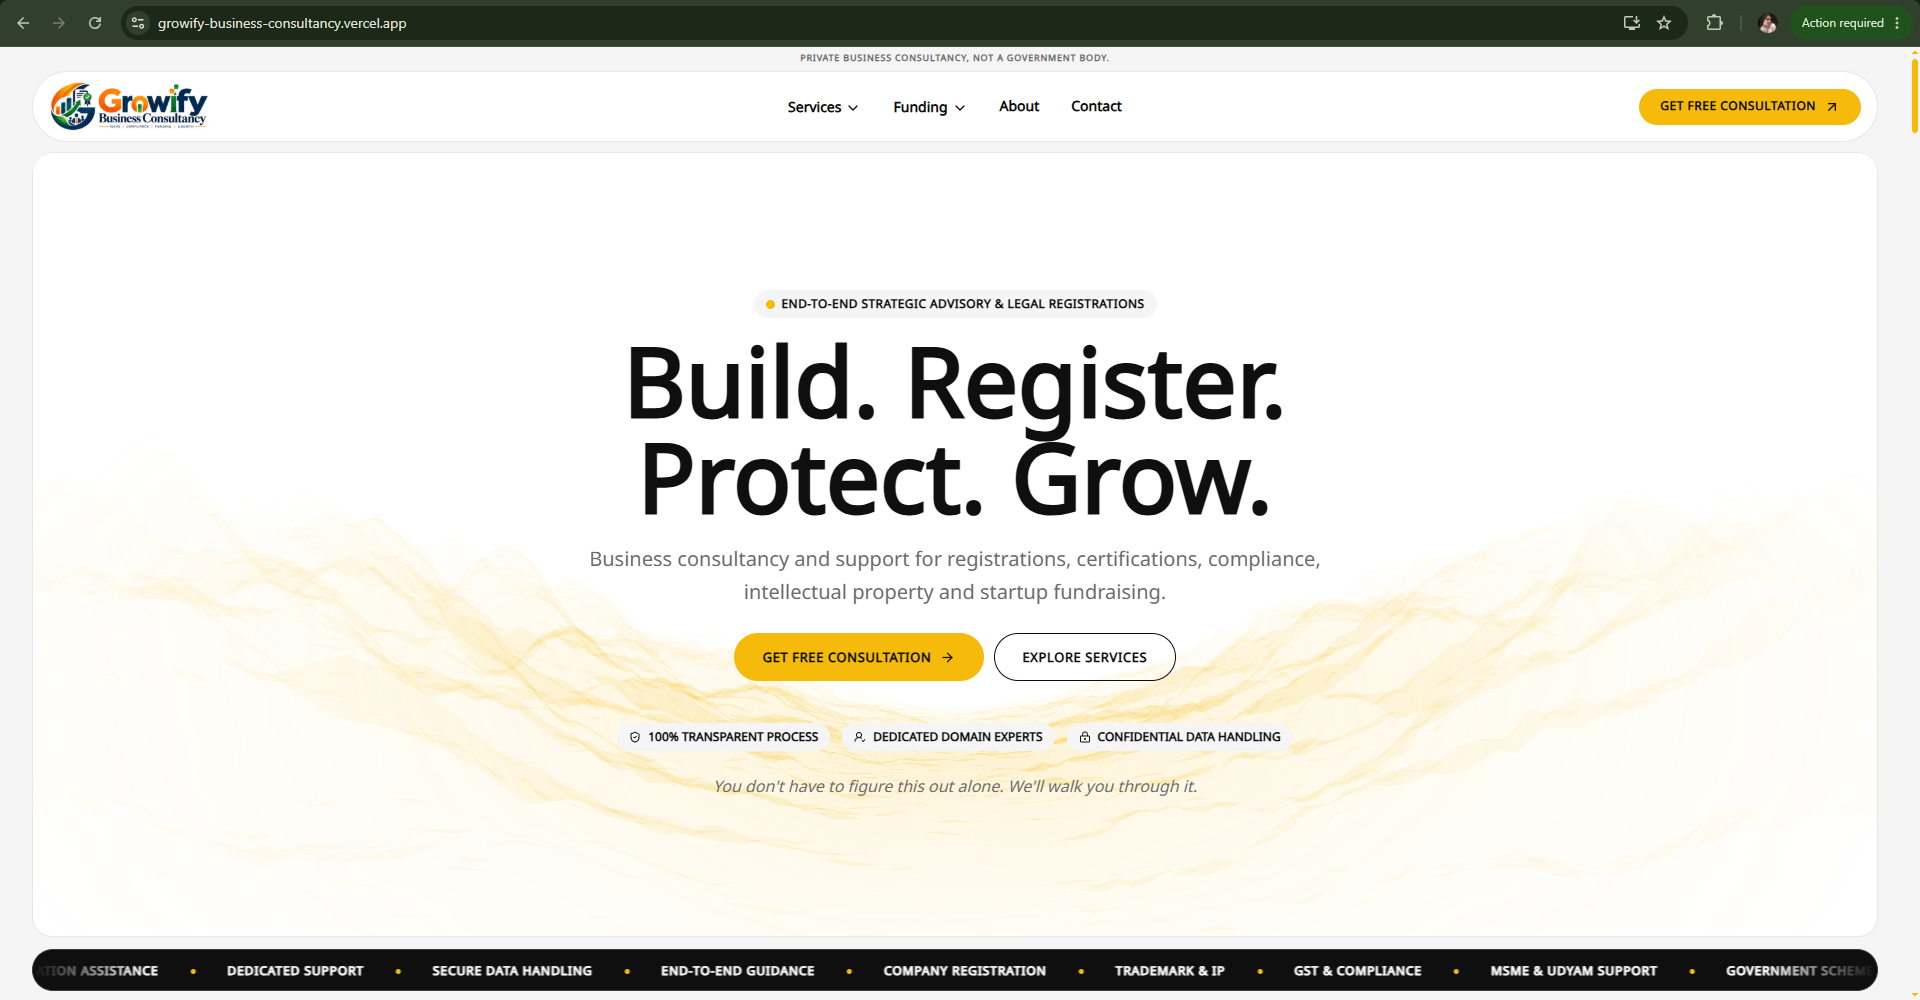 growify-business-consultancy.vercel.app
Action required
PRIVATE BUSINESS CONSULTANCY, NOT A GOVERNMENT BODY.
Growify
Business Consultancy
Services
Funding
About
Contact
GET FREE CONSULTATION
END-TO-END STRATEGIC ADVISORY & LEGAL REGISTRATIONS
Build. Register.
Protect. Grow.
Business consultancy and support for registrations, certifications, compliance,
intellectual property and startup fundraising.
GET FREE CONSULTATION
EXPLORE SERVICES
100% TRANSPARENT PROCESS
DEDICATED DOMAIN EXPERTS
CONFIDENTIAL DATA HANDLING
You don't have to figure this out alone. We'll walk you through it.
ATION ASSISTANCE • DEDICATED SUPPORT • SECURE DATA HANDLING • END-TO-END GUIDANCE • COMPANY REGISTRATION • TRADEMARK & IP • GST & COMPLIANCE • MSME & UDYAM SUPPORT • GOVERNMENT SCHEME